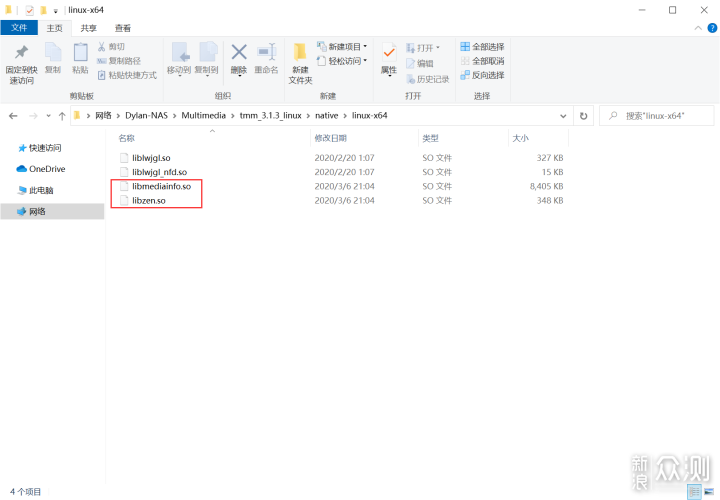 linux-x64
文件 主页 共享 查看
固定到快速访问
复制
粘贴
剪切
复制路径
粘贴快捷方式
剪贴板
移动到 复制到 删除 重命名
组织
新建文件夹
新建项目
轻松访问
新建
属性
打开
编辑
历史记录
打开
全部选择
全部取消
反向选择
选择
网络 > Dylan-NAS > Multimedia > tmm_3.1.3_linux > native > linux-x64
搜索"linux-x64"
名称 修改日期 类型 大小
快速访问
OneDrive
此电脑
网络
liblwjgl.so 2020/2/20 1:07 SO 文件 327 KB
liblwjgl_nfd.so 2020/2/20 1:07 SO 文件 15 KB
libmediainfo.so 2020/3/6 21:04 SO 文件 8,405 KB
libzen.so 2020/3/6 21:04 SO 文件 348 KB
4 个项目
新浪众测